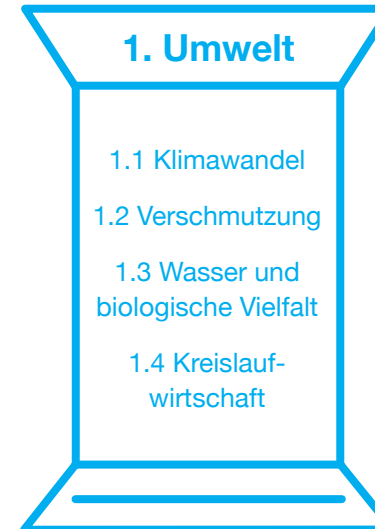 1. Umwelt
1.1 Klimawandel
1.2 Verschmutzung
1.3 Wasser und
biologische Vielfalt
1.4 Kreislauf-
wirtschaft